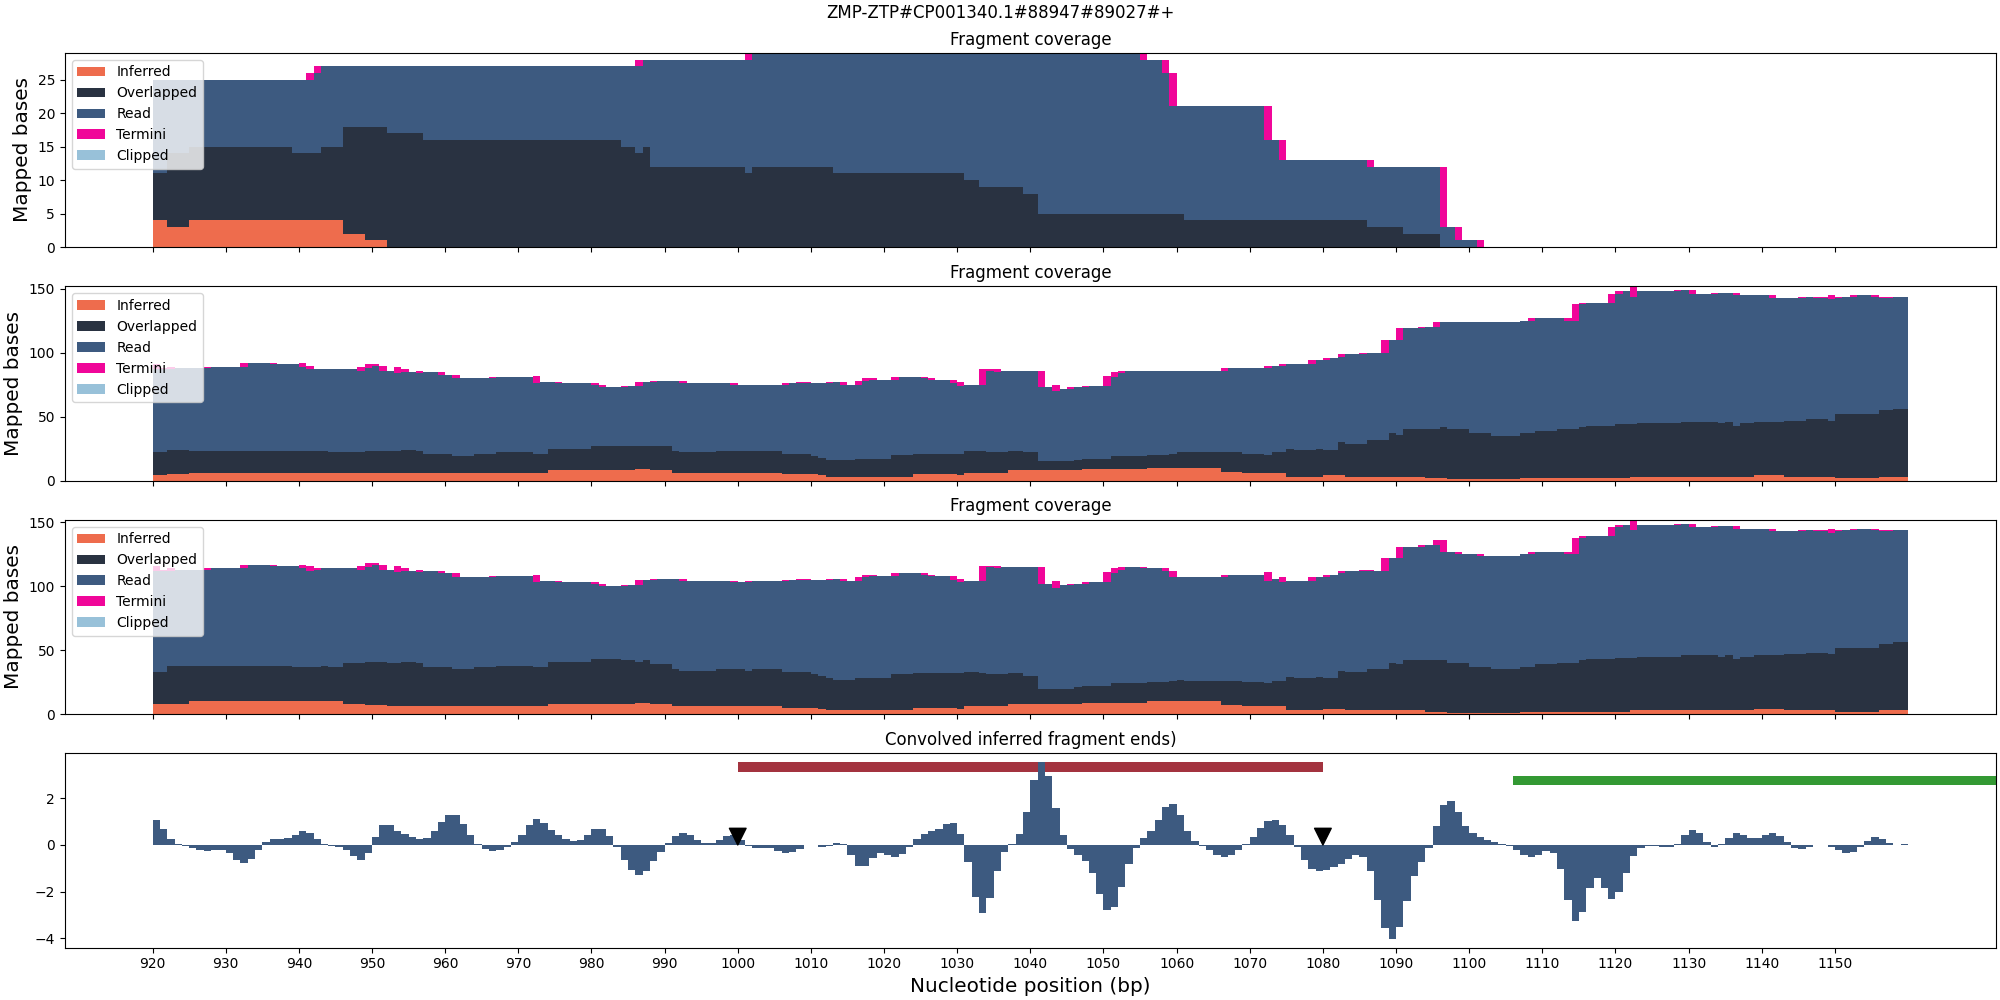 ZMP-ZTP#CP001340.1#88947#89027#+
Fragment coverage
Mapped bases
25
20
15
10
5
0
Inferred
Overlapped
Read
Termini
Clipped
Fragment coverage
Mapped bases
150
100
50
0
Inferred
Overlapped
Read
Termini
Clipped
Fragment coverage
Mapped bases
150
100
50
0
Inferred
Overlapped
Read
Termini
Clipped
Convolved inferred fragment ends)
2
0
−2
−4
920 930 940 950 960 970 980 990 1000 1010 1020 1030 1040 1050 1060 1070 1080 1090 1100 1110 1120 1130 1140 1150
Nucleotide position (bp)